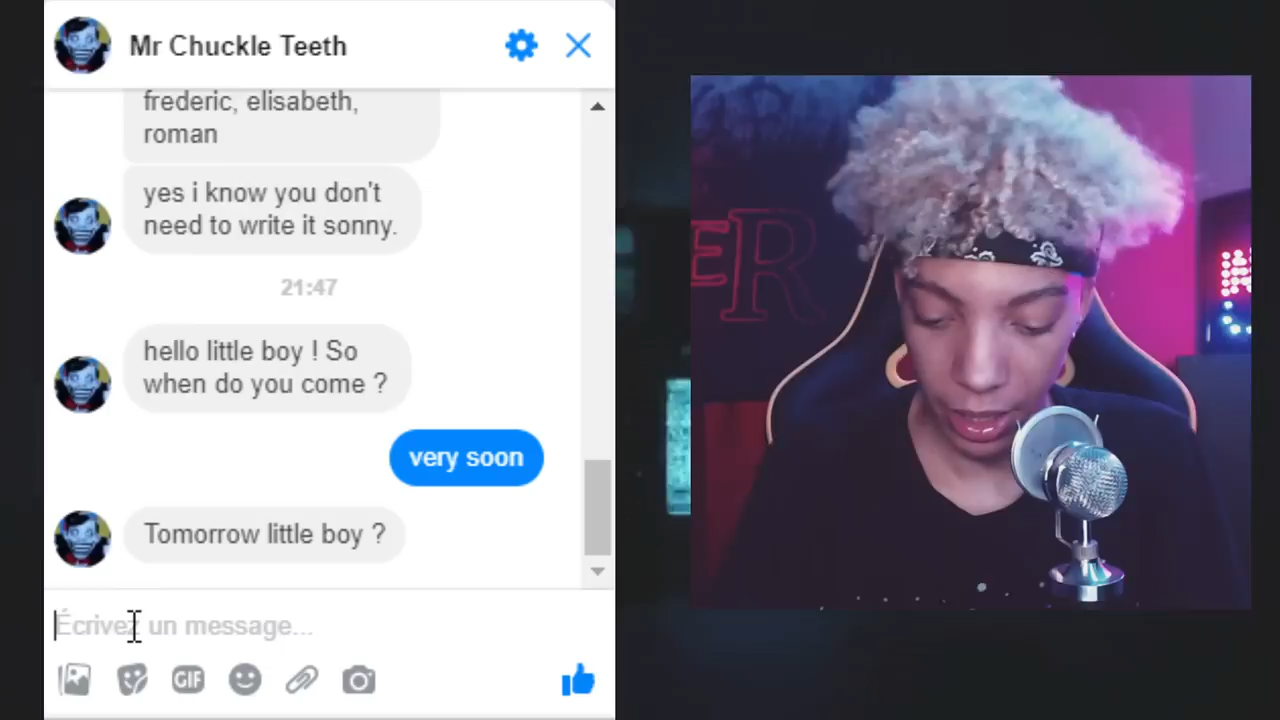 Mr Chuckle Teeth
frederic, elisabeth,
roman
yes i know you don't
need to write it sonny.
21:47
hello little boy ! So
when do you come ?
very soon
Tomorrow little boy ?
Écrivez un message...
GIF
ER